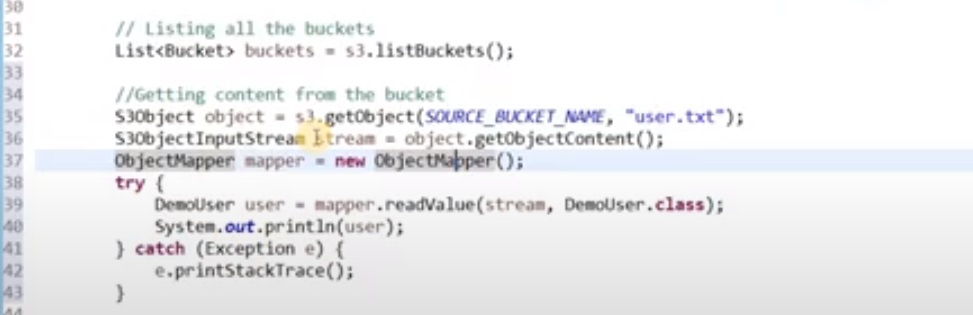 30
31 // Listing all the buckets
32 List<Bucket> buckets = s3.listBuckets();
33
34 //Getting content from the bucket
35 S3Object object = s3.getObject(SOURCE_BUCKET_NAME, "user.txt");
36 S3ObjectInputStream stream = object.getObjectContent();
37 ObjectMapper mapper = new ObjectMapper();
38 try {
39 DemoUser user = mapper.readValue(stream, DemoUser.class);
40 System.out.println(user);
41 } catch (Exception e) {
42 e.printStackTrace();
43 }
44